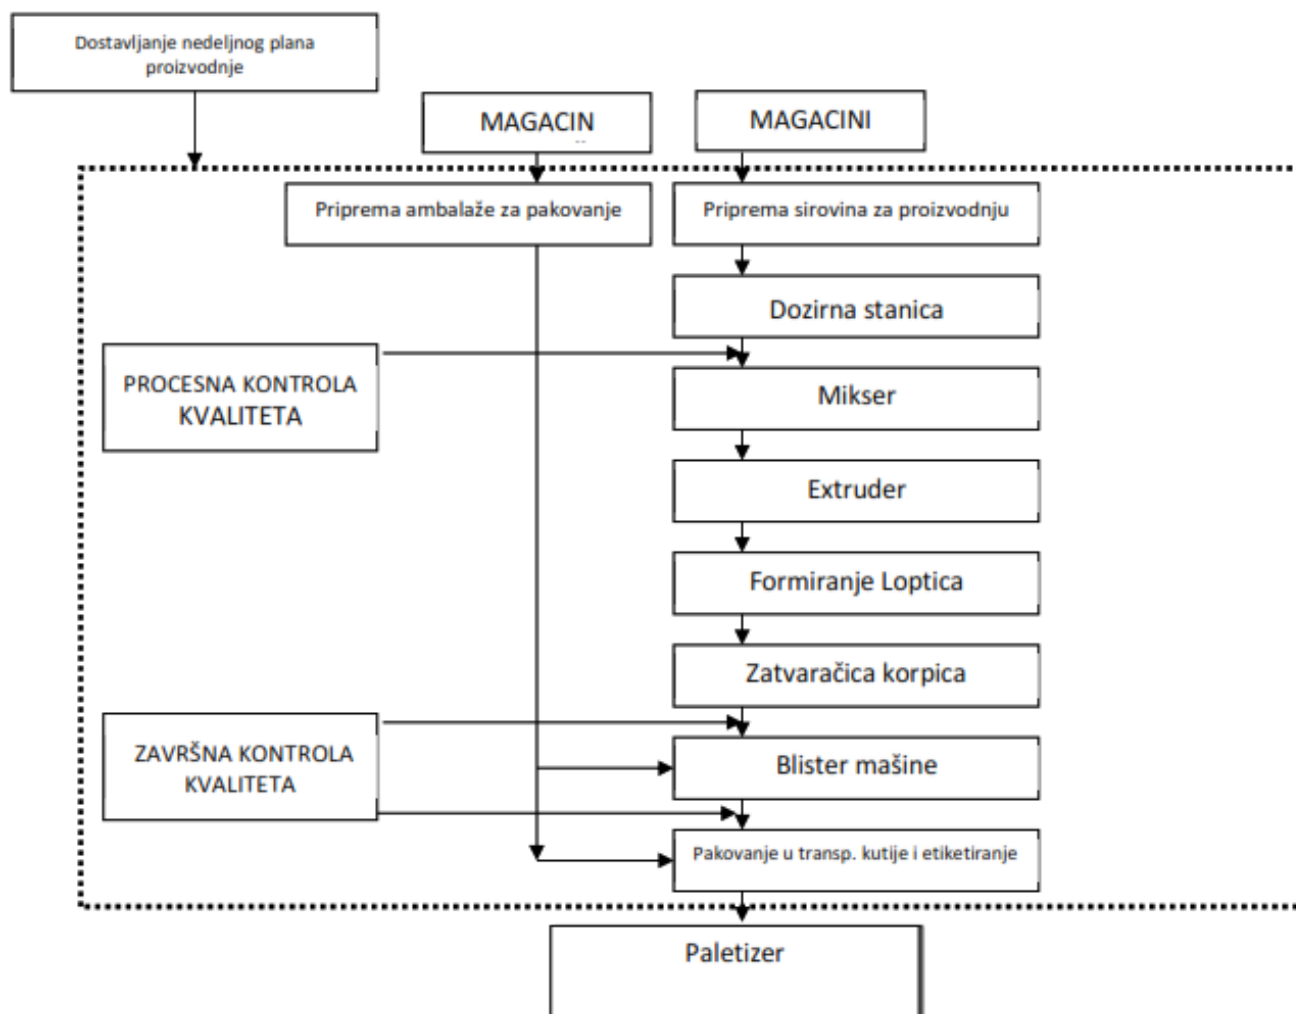 Dostavljanje nedeljnog plana
proizvodnje
MAGACIN
MAGACINI
Priprema ambalaže za pakovanje
Priprema sirovina za proizvodnju
Dozirna stanica
PROCESNA KONTROLA
KVALITETA
Mikser
Extruder
Formiranje Loptica
Zatvaračica korpica
ZAVRŠNA KONTROLA
KVALITETA
Blister mašine
Pakovanje u transp. kutije i etiketiranje
Paletizer